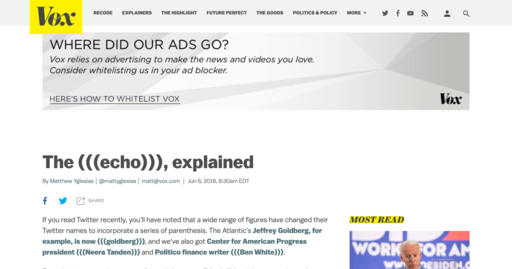 Vox
RECODE EXPLAINERS THE HIGHLIGHT FUTURE PERFECT THE GOODS POLITICS & POLICY MORE
WHERE DID OUR ADS GO?
Vox relies on advertising to make the news and videos you love.
Consider whitelisting us in your ad blocker.
HERE'S HOW TO WHITELIST VOX
Vox
The (((echo))), explained
By Matthew Yglesias | @mattyglesias | matt@vox.com | Jun 6, 2016, 8:30am EDT
SHARE
If you read Twitter recently, you'll have noted that a wide range of figures have changed their
Twitter names to incorporate a series of parenthesis. The Atlantic's Jeffrey Goldberg, for
example, is now (((goldberg))), and we've also got Center for American Progress
president (((Neera Tanden))) and Politico finance writer (((Ben White))).
MOST READ